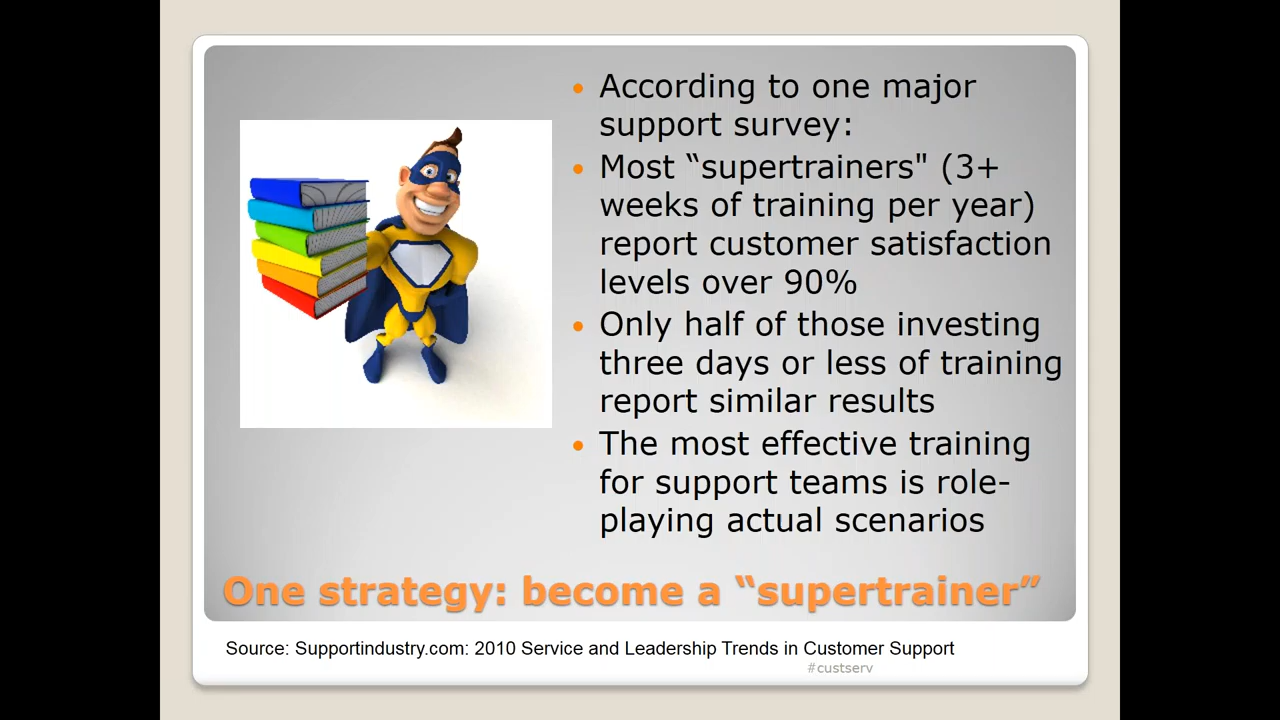 According to one major
support survey:
Most “supertrainers" (3+
weeks of training per year)
report customer satisfaction
levels over 90%
Only half of those investing
three days or less of training
report similar results
The most effective training
for support teams is role-
playing actual scenarios
One strategy: become a “supertrainer”
Source: Supportindustry.com: 2010 Service and Leadership Trends in Customer Support
#custserv